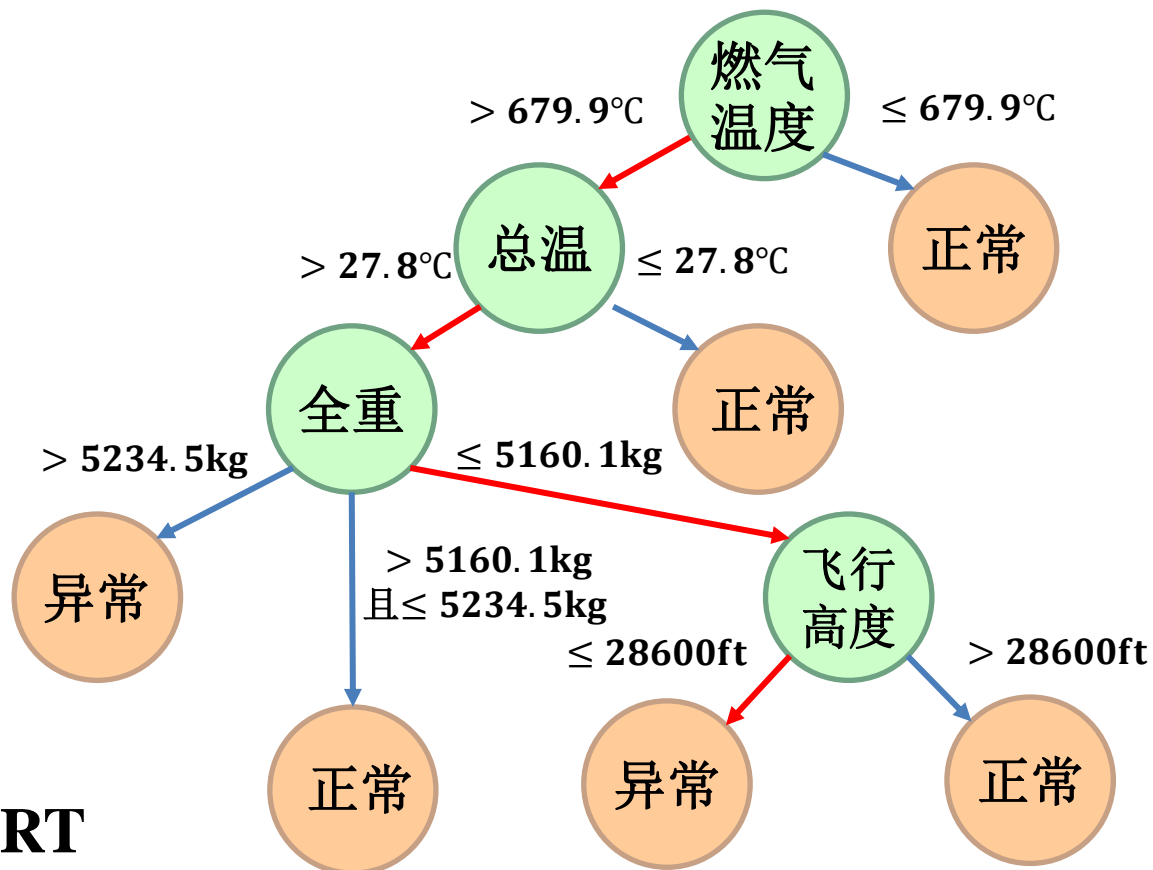 燃气
温度
> 679.9℃
≤ 679.9℃
总温
正常
> 27.8℃
≤ 27.8℃
全重
正常
> 5234.5kg
≤ 5160.1kg
异常
> 5160.1kg
且≤ 5234.5kg
飞行
高度
≤ 28600ft
> 28600ft
正常
异常
正常
RT